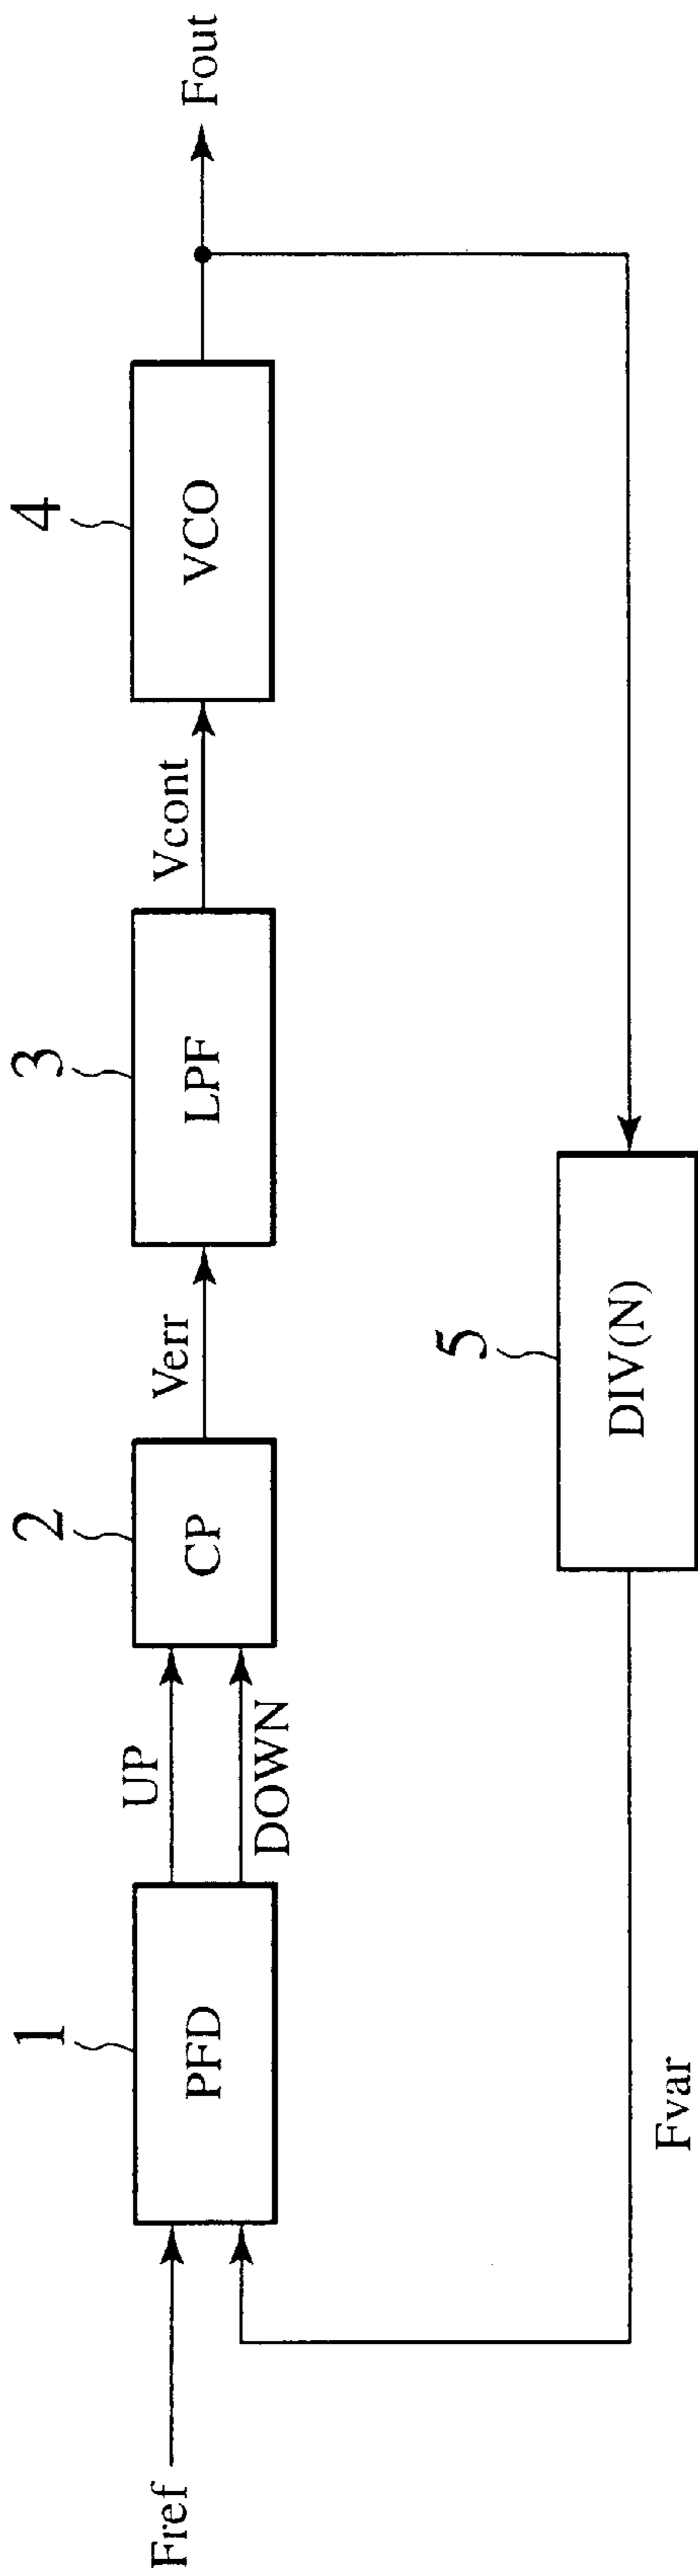 1
2
3
4
Fref
PFD
UP
DOWN
CP
Verr
LPF
Vcont
VCO
Fout
5
DIV(N)
Fvar